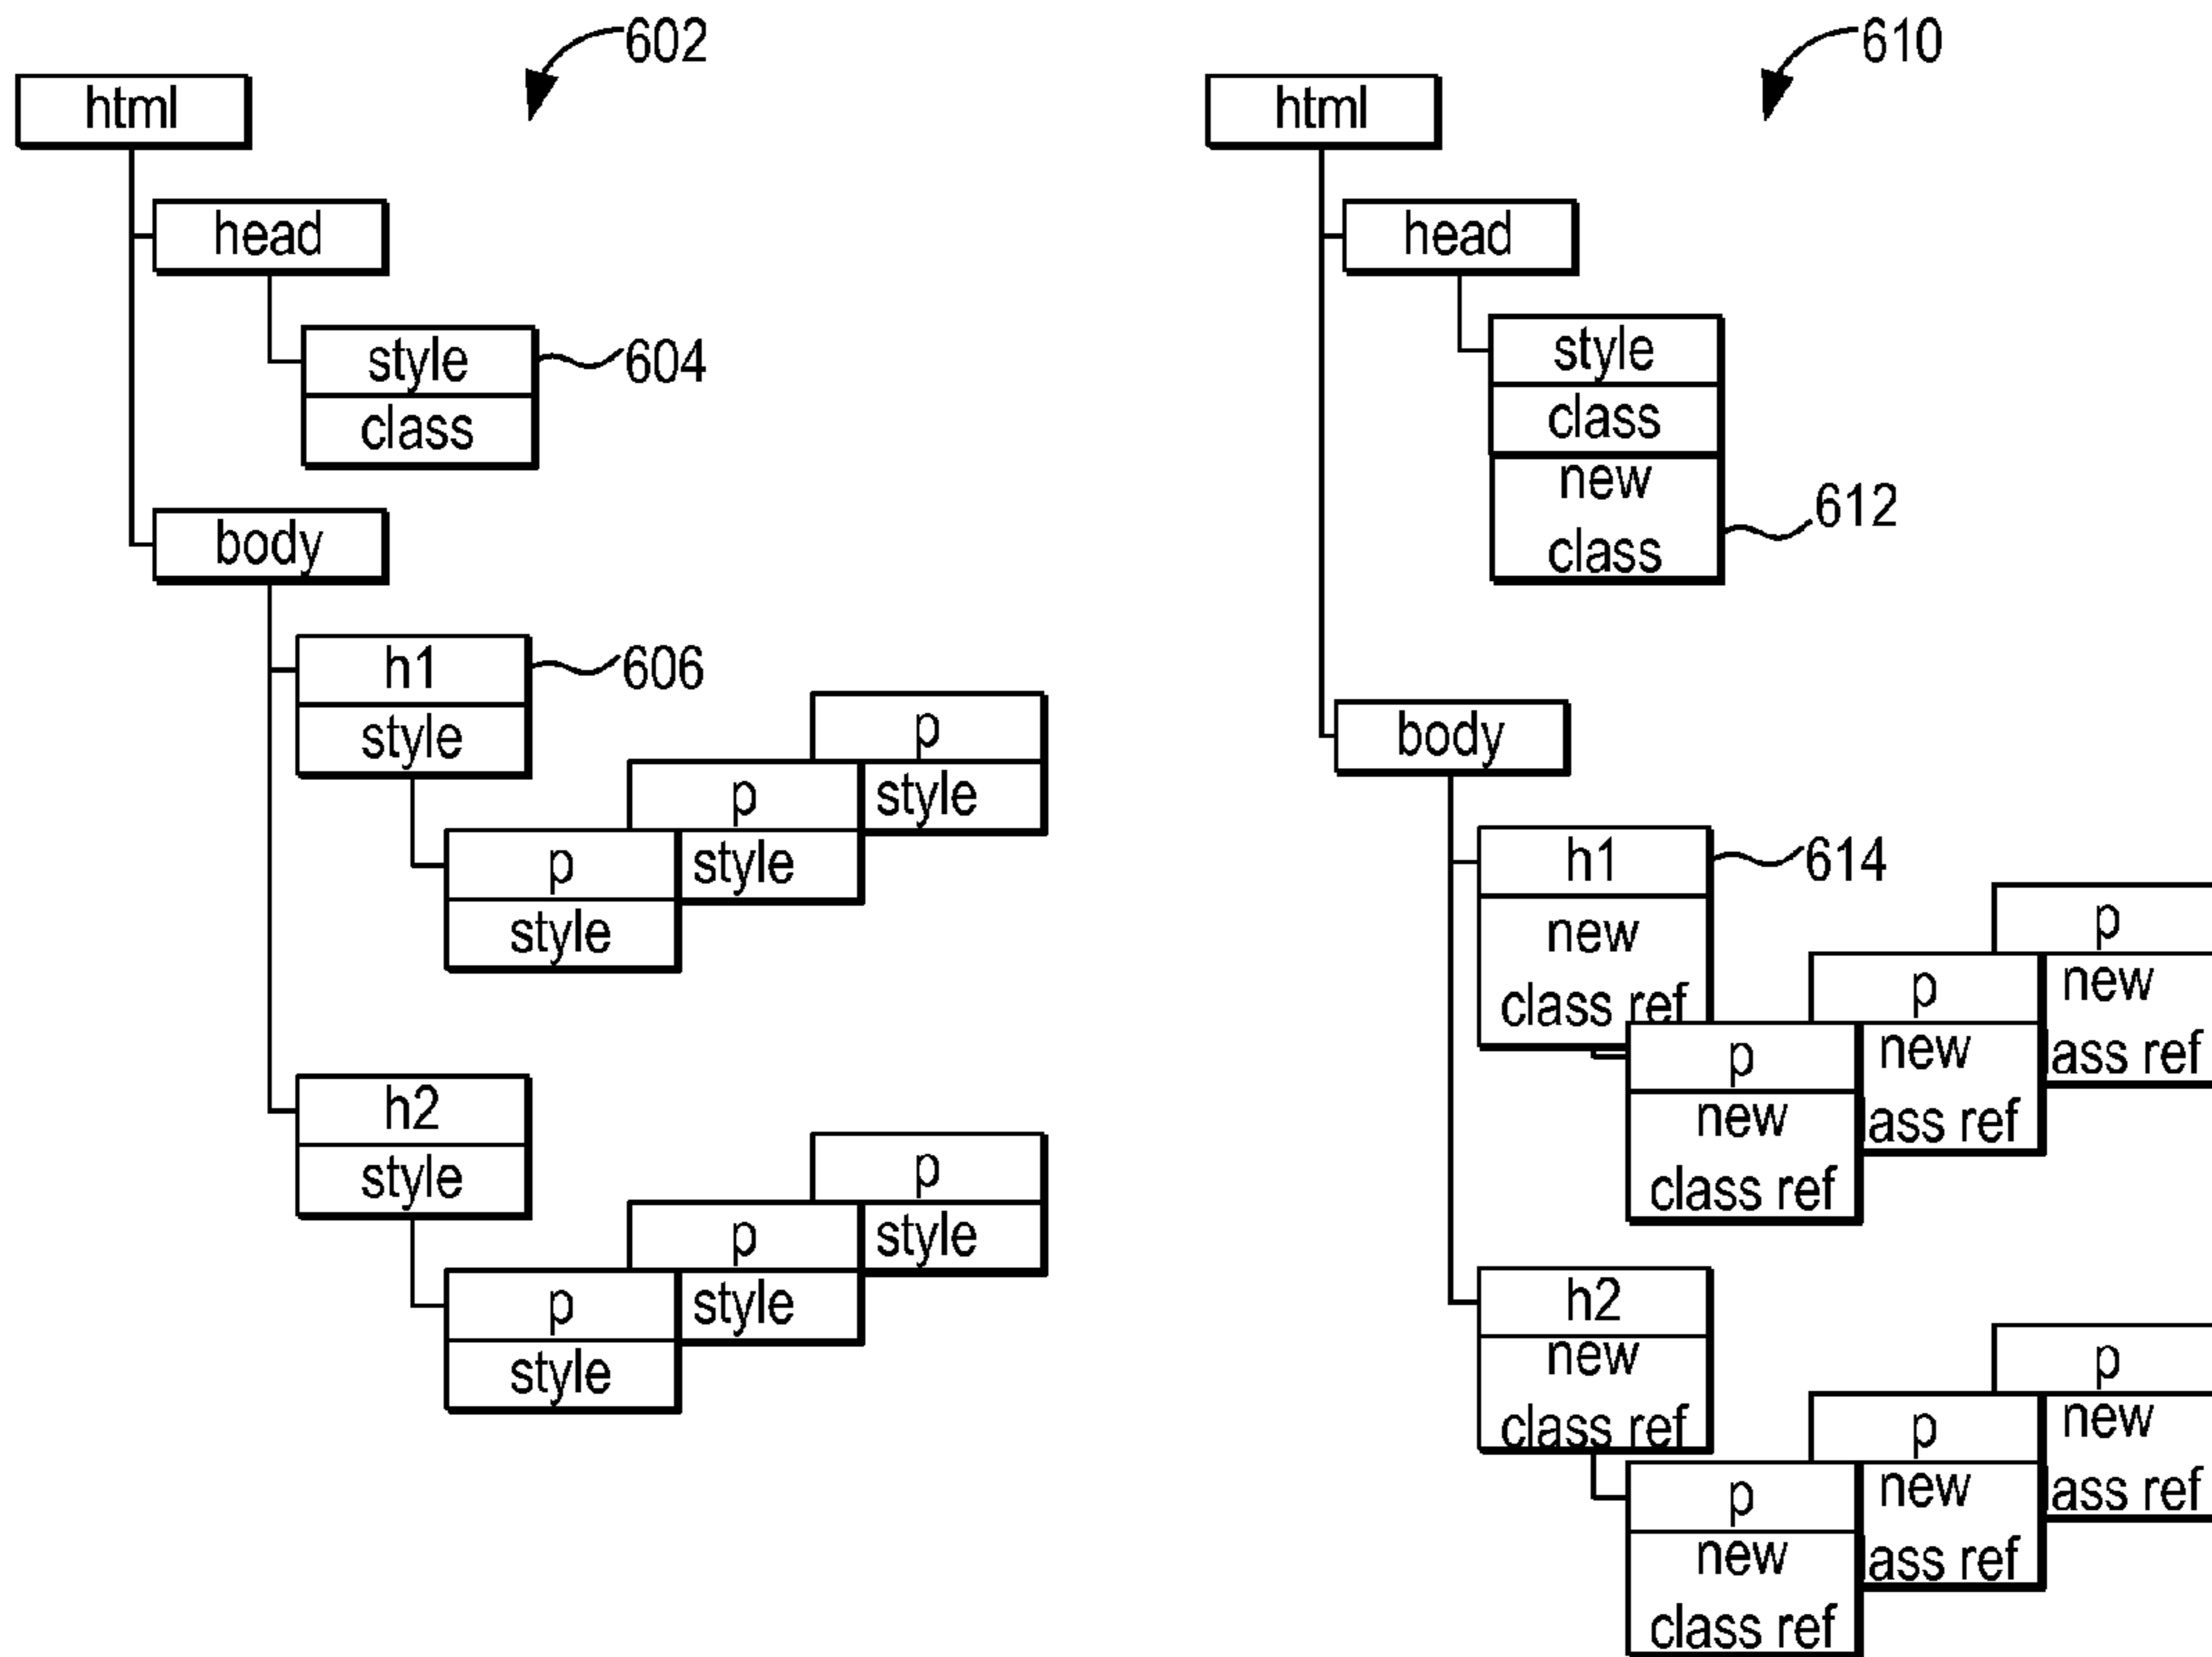 602
html
head
style
604
class
body
h1
606
style
p
style
p
style
p
style
h2
style
p
style
p
style
p
style
610
html
head
style
class
new
class
612
body
h1
614
new
class ref
p
new
ass ref
p
new
ass ref
p
new
class ref
h2
new
class ref
p
new
ass ref
p
new
ass ref
p
new
class ref